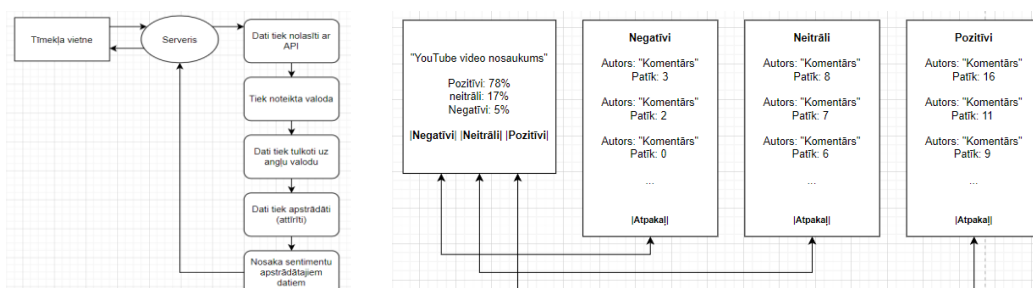 Tīmekļa vietne
Serveris
Dati tiek nolasīti ar
API
Tiek noteikta valoda
Dati tiek tulkoti uz
angļu valodu
Dati tiek apstrādāti
(attīrīti)
Nosaka sentimentu
apstrādātajiem
datiem
"YouTube video nosaukums"
Pozitīvi: 78%
neitrāli: 17%
Negatīvi: 5%
|Negatīvi| |Neitrāli| |Pozitīvi|
Negatīvi
Autors: "Komentārs"
Patīk: 3
Autors: "Komentārs"
Patīk: 2
Autors: "Komentārs"
Patīk: 0
...
|Atpakaļ|
Neitrāli
Autors: "Komentārs"
Patīk: 8
Autors: "Komentārs"
Patīk: 7
Autors: "Komentārs"
Patīk: 6
...
|Atpakaļ|
Pozitīvi
Autors: "Komentārs"
Patīk: 16
Autors: "Komentārs"
Patīk: 11
Autors: "Komentārs"
Patīk: 9
...
|Atpakaļ|